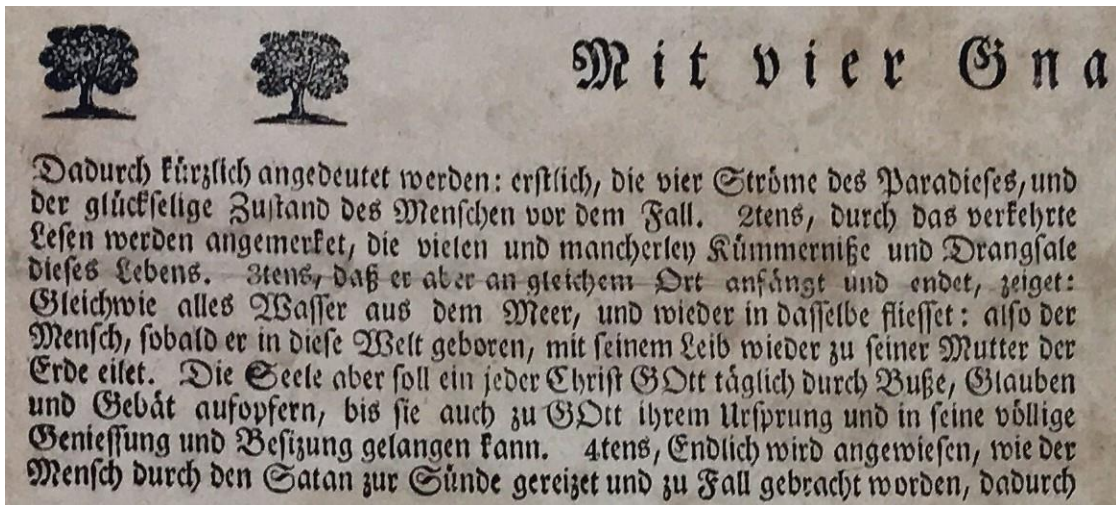 Mit vier Gna
Dadurch kürzlich angedeutet werden: erstlich, die vier Ströme des Paradieses, und
der glückselige Zustand des Menschen vor dem Fall. 2tens, durch das verkehrte
Lesen werden angemerket, die vielen und mancherley Kümmerniße und Drangsale
dieses Lebens. 3tens, daß er aber an gleichem Ort anfängt und endet, zeiget:
Gleichwie alles Wasser aus dem Meer, und wieder in dasselbe fliesset: also der
Mensch, sobald er in diese Welt geboren, mit seinem Leib wieder zu seiner Mutter der
Erde eilet. Die Seele aber soll ein jeder Christ GOtt täglich durch Buße, Glauben
und Gebät aufopfern, bis sie auch zu GOtt ihrem Ursprung und in seine völlige
Geniessung und Besizung gelangen kann. 4tens, Endlich wird angewiesen, wie der
Mensch durch den Satan zur Sünde gereizet und zu Fall gebracht worden, dadurch